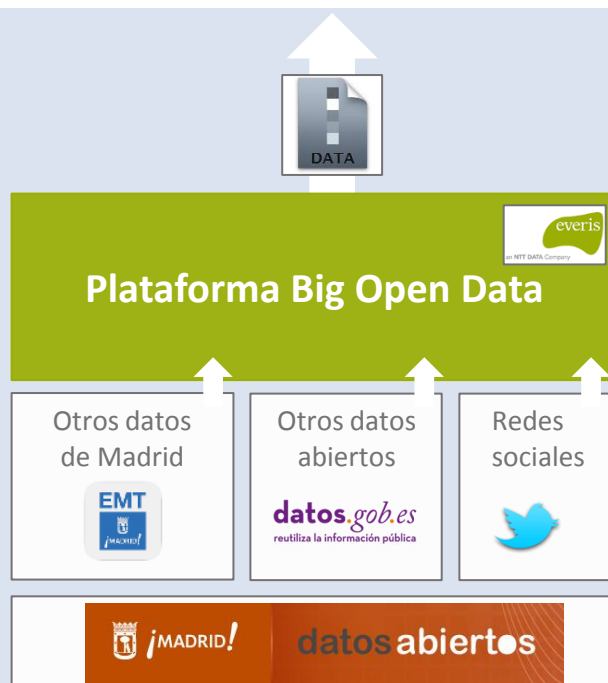 DATA
everis
an NTT DATA Company
Plataforma Big Open Data
Otros datos
de Madrid
EMT
¡MADRID!
Otros datos
abiertos
datos.gob.es
reutiliza la información pública
Redes
sociales
¡MADRID!
datos abiertos